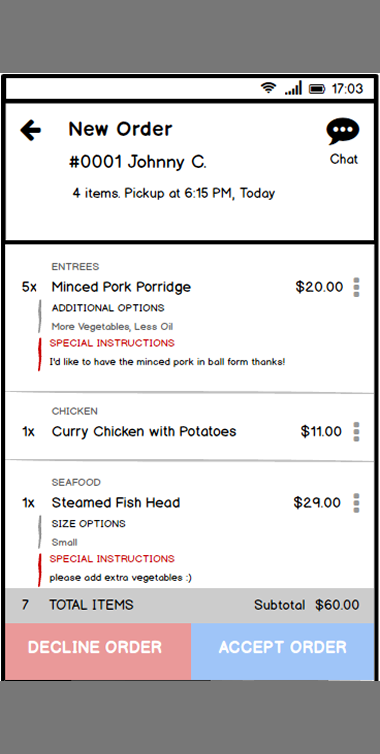 17:03
New Order
#0001 Johnny C.
Chat
4 items. Pickup at 6:15 PM, Today
ENTREES
5x Minced Pork Porridge $20.00
ADDITIONAL OPTIONS
More Vegetables, Less Oil
SPECIAL INSTRUCTIONS
I'd like to have the minced pork in ball form thanks!
CHICKEN
1x Curry Chicken with Potatoes $11.00
SEAFOOD
1x Steamed Fish Head $29.00
SIZE OPTIONS
Small
SPECIAL INSTRUCTIONS
please add extra vegetables :)
7 TOTAL ITEMS Subtotal $60.00
DECLINE ORDER ACCEPT ORDER